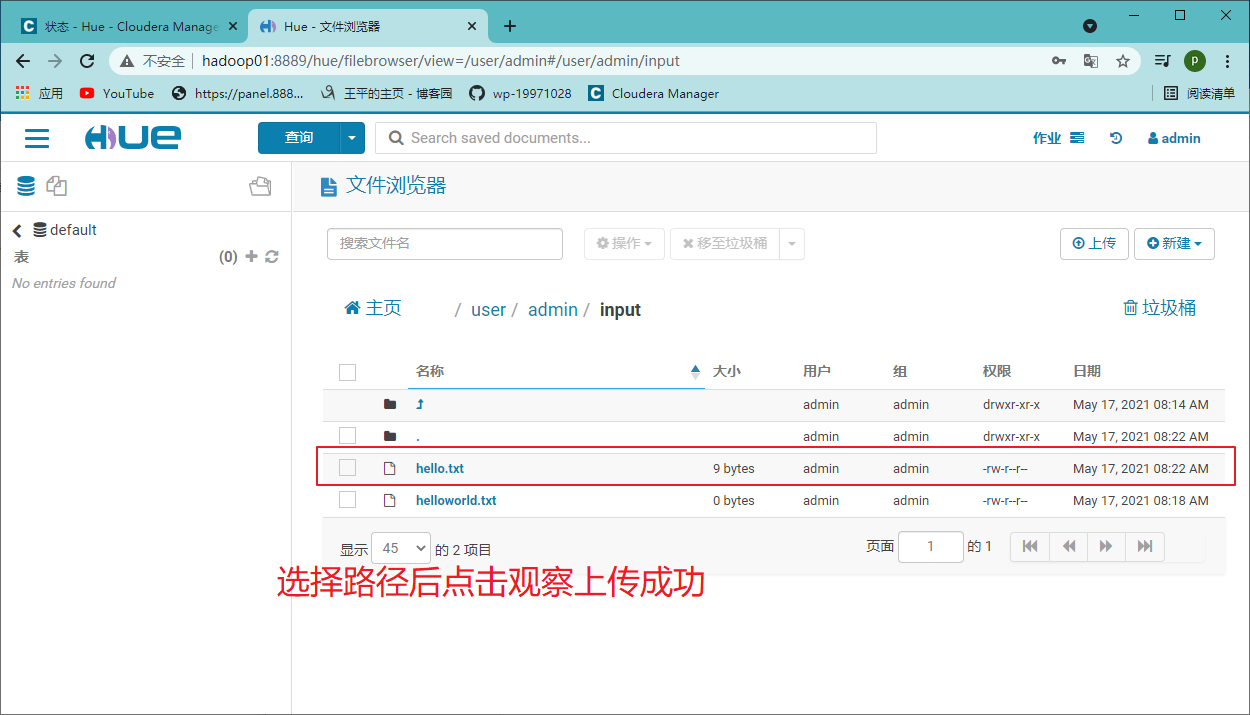 状态 - Hue - Cloudera Manage
Hue - 文件浏览器
不安全 hadoop01:8889/hue/filebrowser/view=/user/admin#/user/admin/input
P
应用 YouTube https://panel.888... 王平的主页 - 博客园 wp-19971028 Cloudera Manager 阅读清单
HUE 查询 Search saved documents... 作业 admin
文件浏览器
default
表 (0)
No entries found
搜索文件名 操作 移至垃圾桶 上传 新建
主页 / user / admin / input 垃圾桶
名称 大小 用户 组 权限 日期
admin admin drwxr-xr-x May 17, 2021 08:14 AM
. admin admin drwxr-xr-x May 17, 2021 08:22 AM
hello.txt 9 bytes admin admin -rw-r--r-- May 17, 2021 08:22 AM
helloworld.txt 0 bytes admin admin -rw-r--r-- May 17, 2021 08:18 AM
显示 45 的 2 项目 页面 1 的 1
选择路径后点击观察上传成功